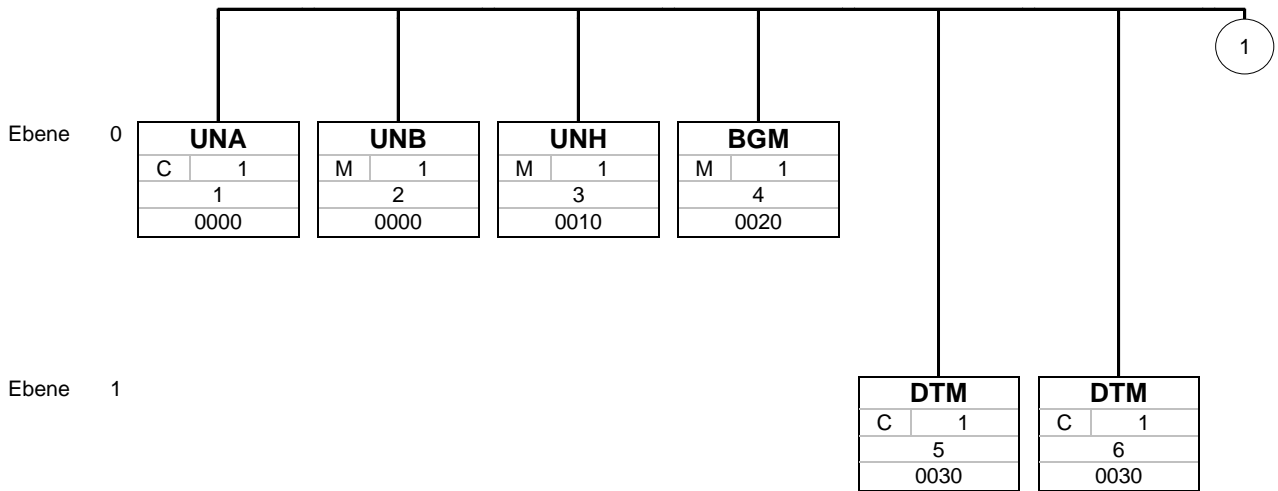 1
Ebene 0
UNA UNB UNH BGM
C 1 M 1 M 1 M 1
1 2 3 4
0000 0000 0010 0020
Ebene 1
DTM DTM
C 1 C 1
5 6
0030 0030